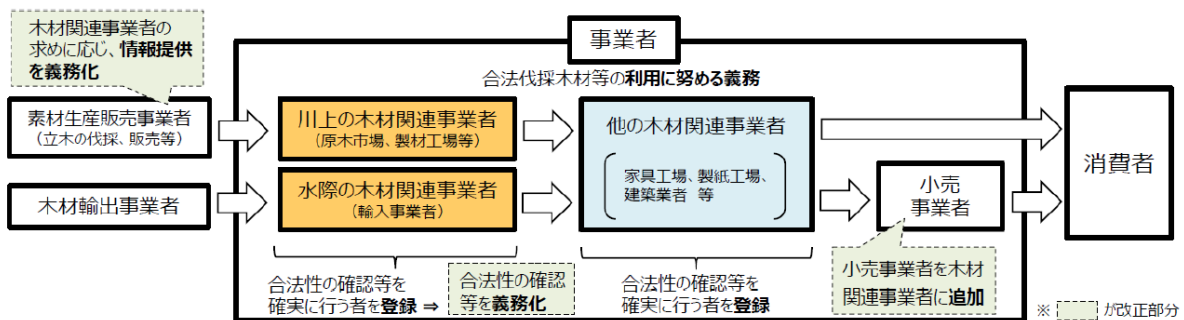 木材関連事業者の
求めに応じ、情報提供
を義務化
事業者
合法伐採木材等の利用に努める義務
素材生産販売事業者
（立木の伐採、販売等）
川上の木材関連事業者
（原木市場、製材工場等）
他の木材関連事業者
家具工場、製紙工場、
建築業者 等
消費者
木材輸出事業者
水際の木材関連事業者
（輸入事業者）
小売
事業者
合法性の確認等を
確実に行う者を登録 ⇒
合法性の確認
等を義務化
合法性の確認等を
確実に行う者を登録
小売事業者を木材
関連事業者に追加
※ が改正部分